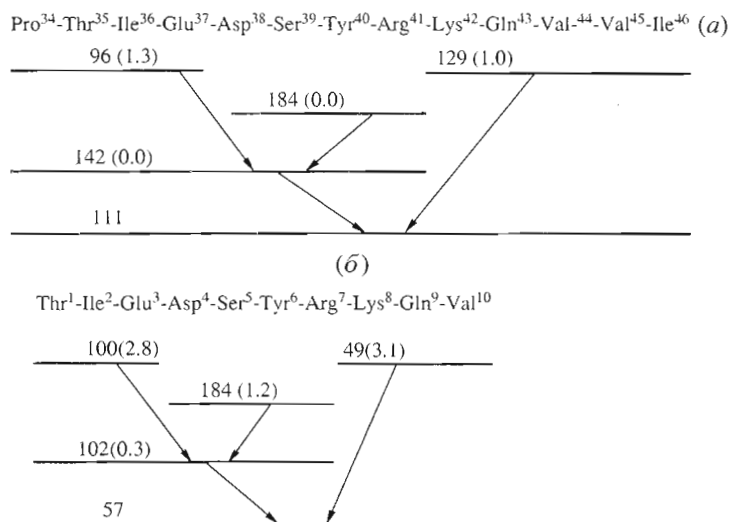 Pro³⁴-Thr³⁵-Ile³⁶-Glu³⁷-Asp³⁸-Ser³⁹-Tyr⁴⁰-Arg⁴¹-Lys⁴²-Gln⁴³-Val-⁴⁴-Val⁴⁵-Ile⁴⁶ (a)
96 (1.3) 129 (1.0)
184 (0.0)
142 (0.0)
111
(б)
Thr¹-Ile²-Glu³-Asp⁴-Ser⁵-Tyr⁶-Arg⁷-Lys⁸-Gln⁹-Val¹⁰
100(2.8) 49(3.1)
184 (1.2)
102(0.3)
57